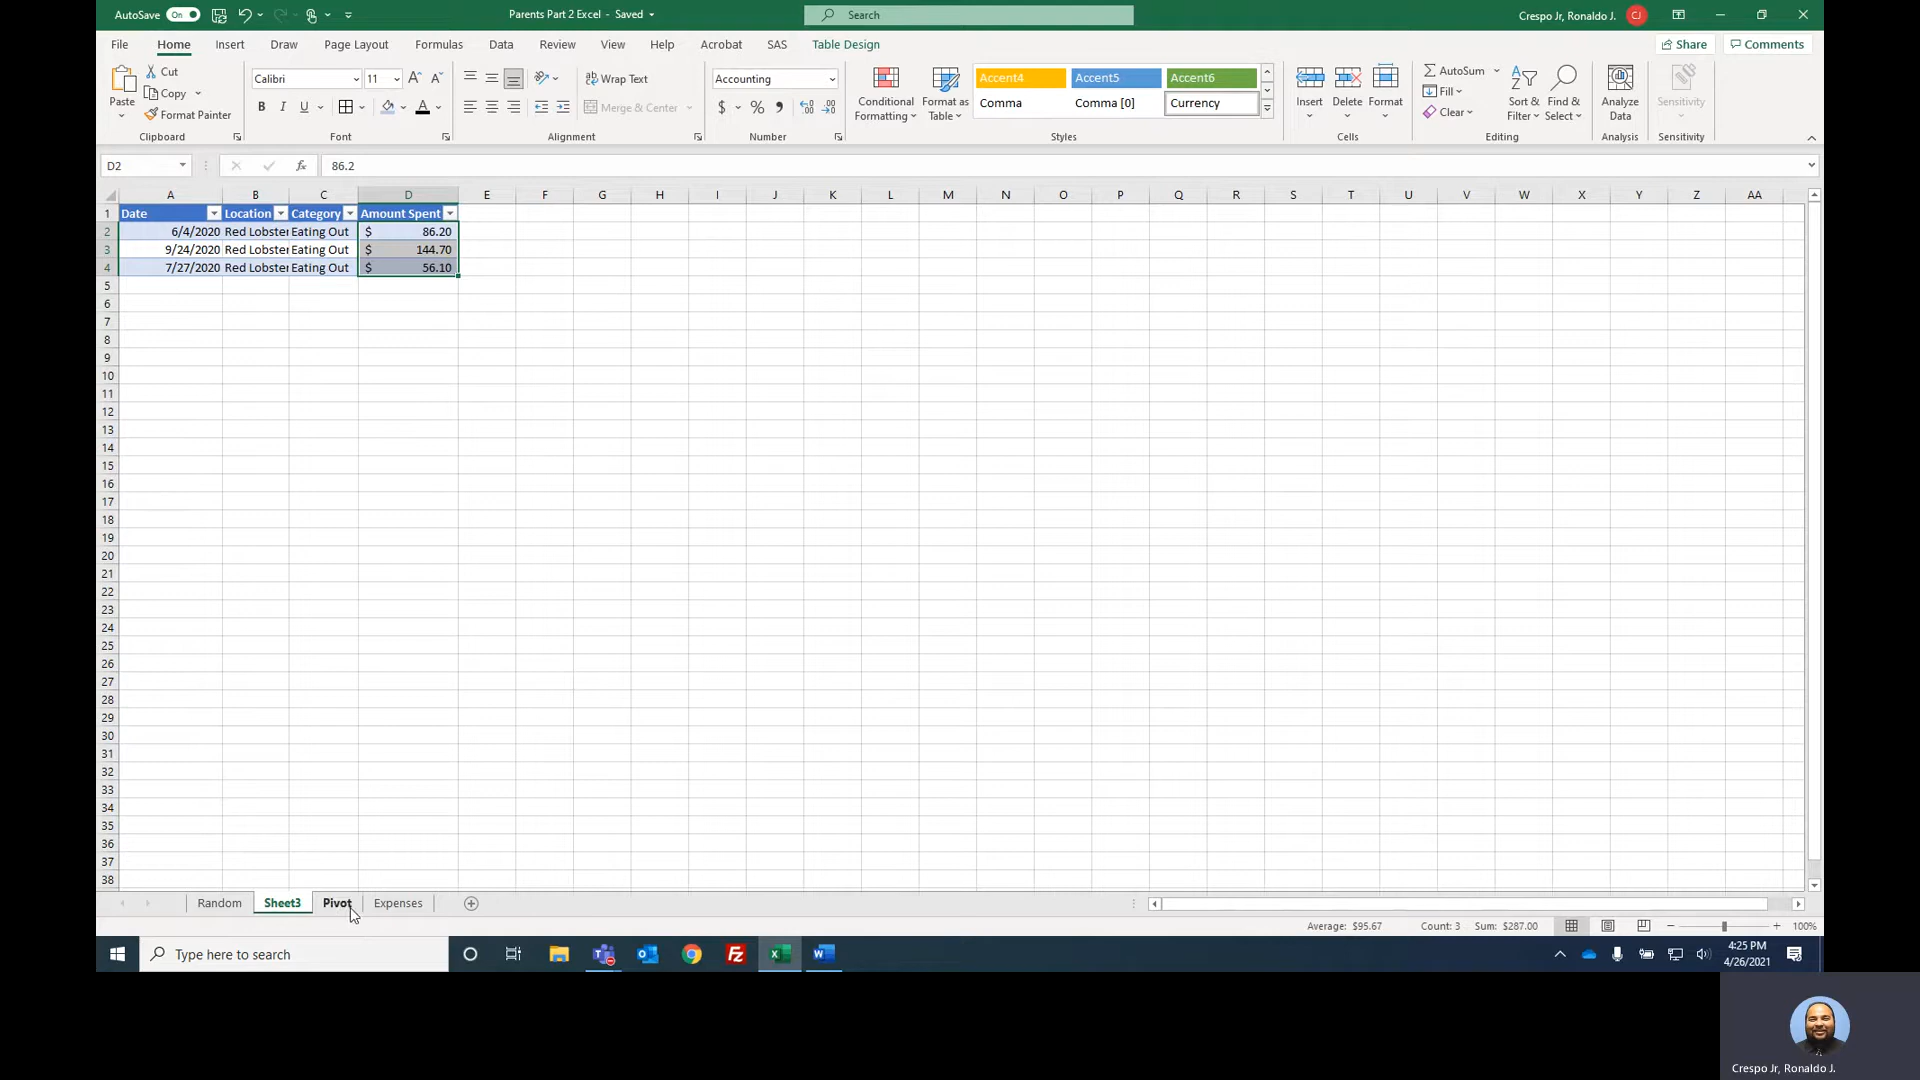 AutoSave On Parents Part 2 Excel - Saved Search Crespo Jr, Ronaldo J. CJ
File Home Insert Draw Page Layout Formulas Data Review View Help Acrobat SAS Table Design Share Comments
Paste Cut Copy Format Painter
Clipboard
Calibri 11
B I U
Font
Wrap Text
Merge & Center
Alignment
Accounting
$ %
Number
Conditional Formatting
Format as Table
Accent4 Accent5 Accent6
Comma Comma [0] Currency
Styles
Insert Delete Format
Cells
AutoSum
Fill
Clear
Sort & Filter
Find & Select
Editing
Analyze Data
Analysis
Sensitivity
Sensitivity
D2 fx 86.2
A B C D E F G H I J K L M N O P Q R S T U V W X Y Z AA
1 Date Location Category Amount Spent
2 6/4/2020 Red Lobster Eating Out $ 86.20
3 9/24/2020 Red Lobster Eating Out $ 144.70
4 7/27/2020 Red Lobster Eating Out $ 56.10
5
6
7
8
9
10
11
12
13
14
15
16
17
18
19
20
21
22
23
24
25
26
27
28
29
30
31
32
33
34
35
36
37
38
Random Sheet3 Pivot Expenses
Average: $95.67 Count: 3 Sum: $287.00 100%
Type here to search
4:25 PM
4/26/2021
Crespo Jr, Ronaldo J.